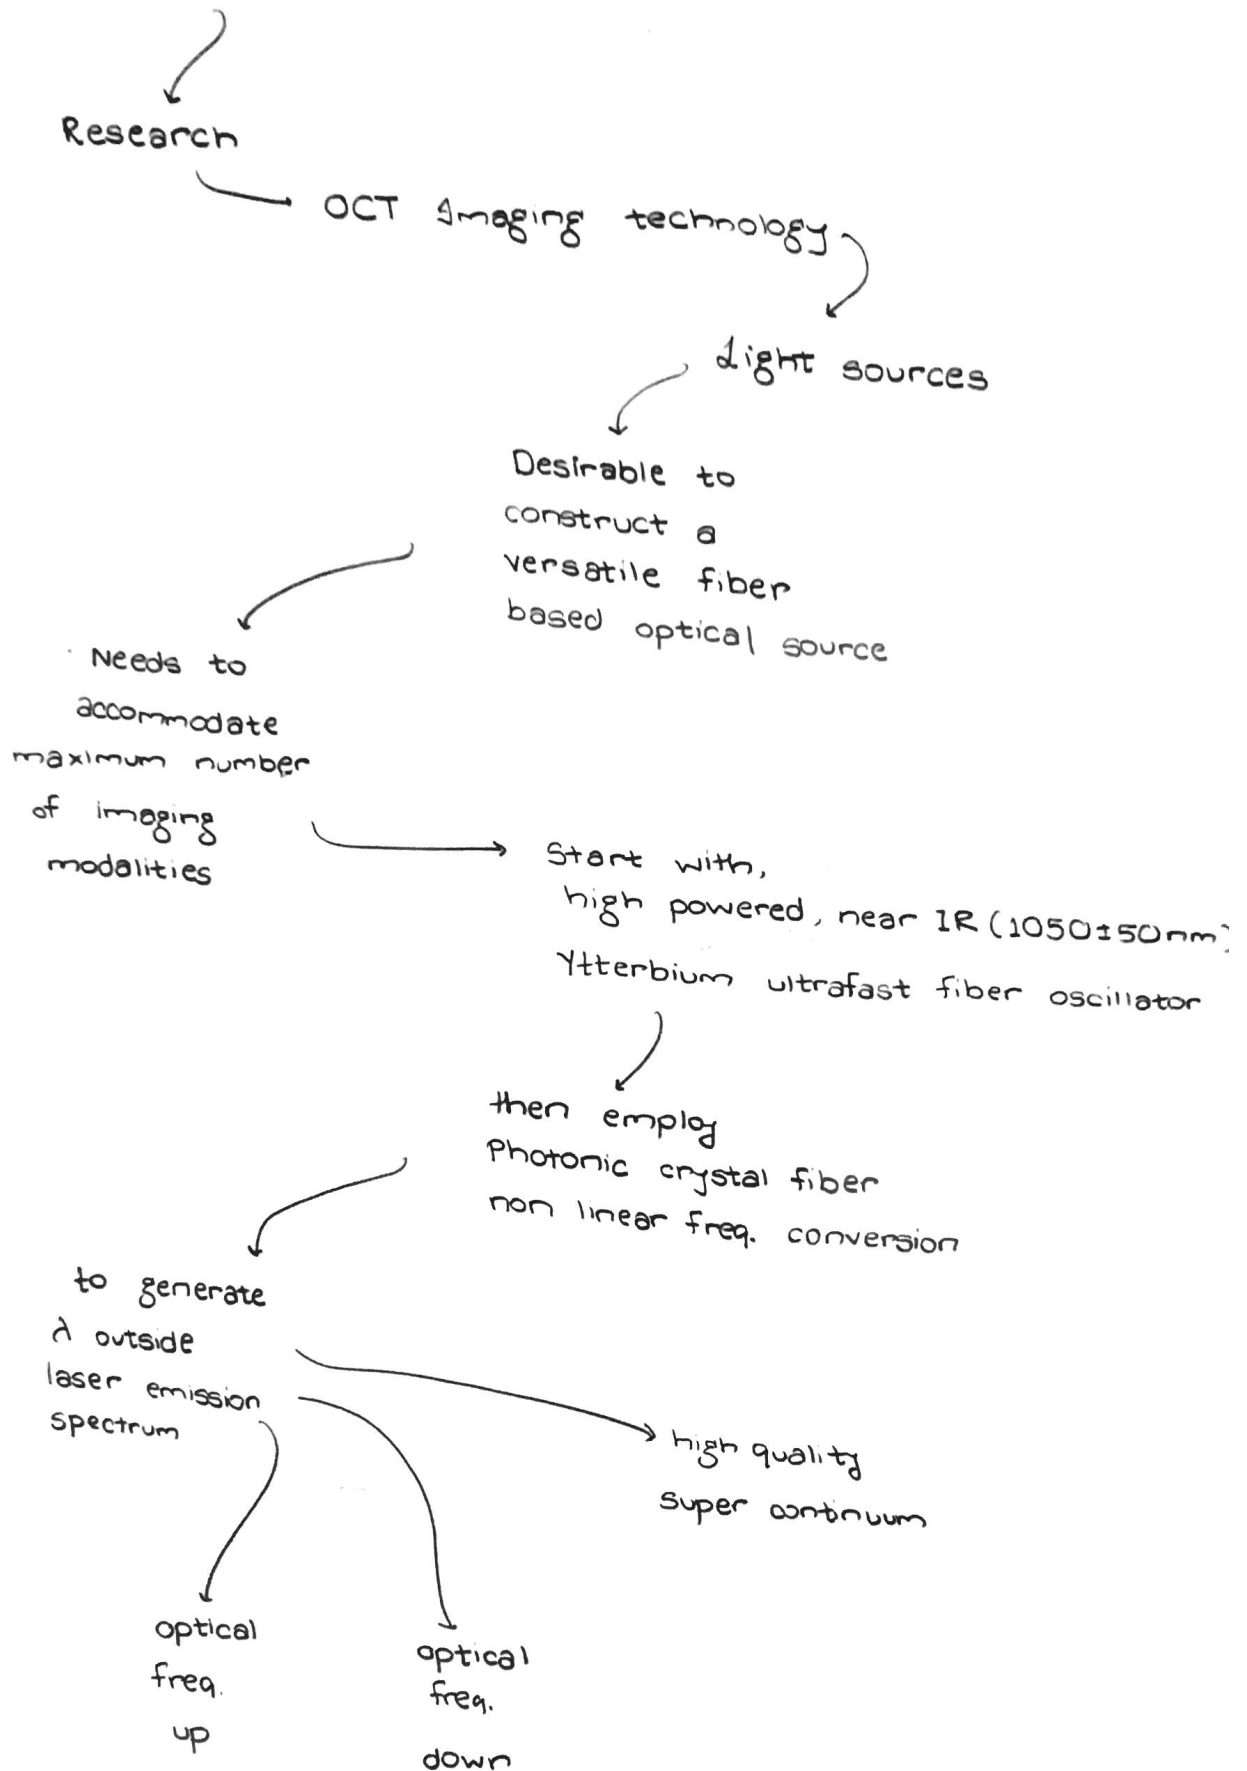 Research
OCT Imaging technology
Light sources
Desirable to
construct a
versatile fiber
based optical source
Needs to
accommodate
maximum number
of imaging
modalities
Start with,
high powered, near IR (1050±50nm)
Ytterbium ultrafast fiber oscillator
then employ
Photonic crystal fiber
non linear freq. conversion
to generate
λ outside
laser emission
spectrum
high quality
super continuum
optical
freq.
up
optical
freq.
down